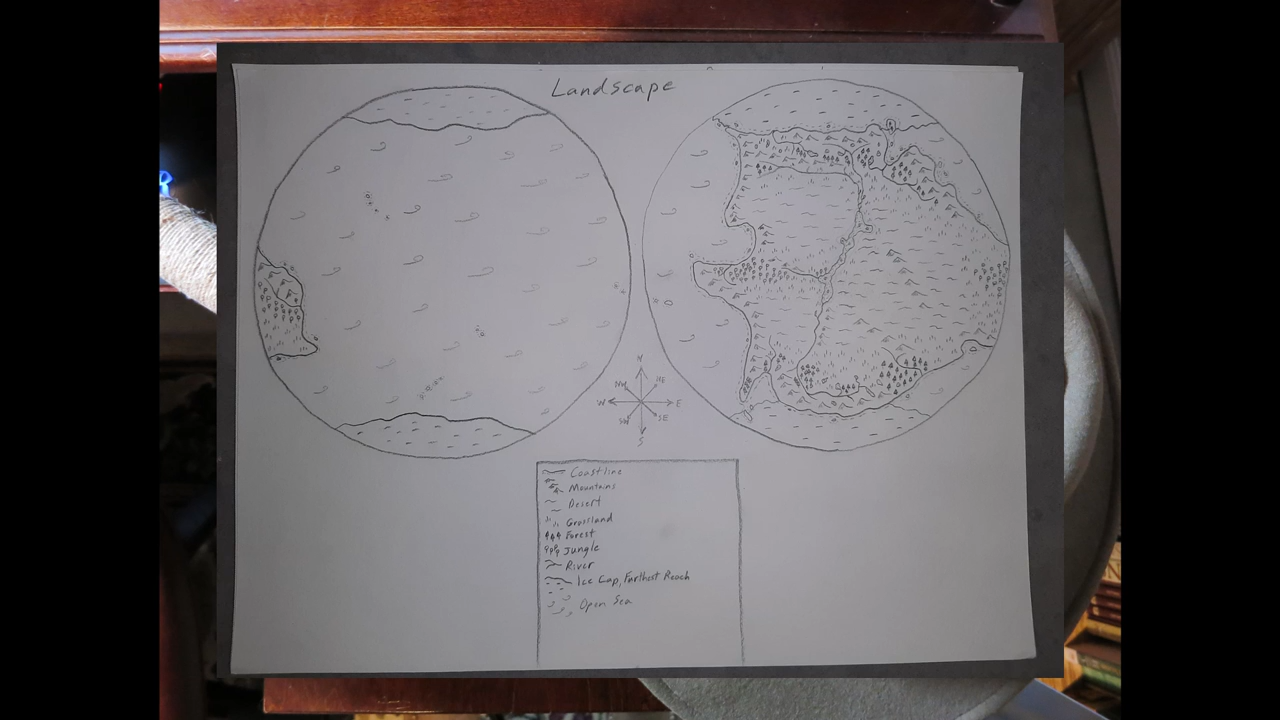 Landscape
N
NW
NE
W
E
SW
SE
S
Coastline
Mountains
Desert
Grassland
Forest
Jungle
River
Ice Cap, Farthest Reach
Open Sea